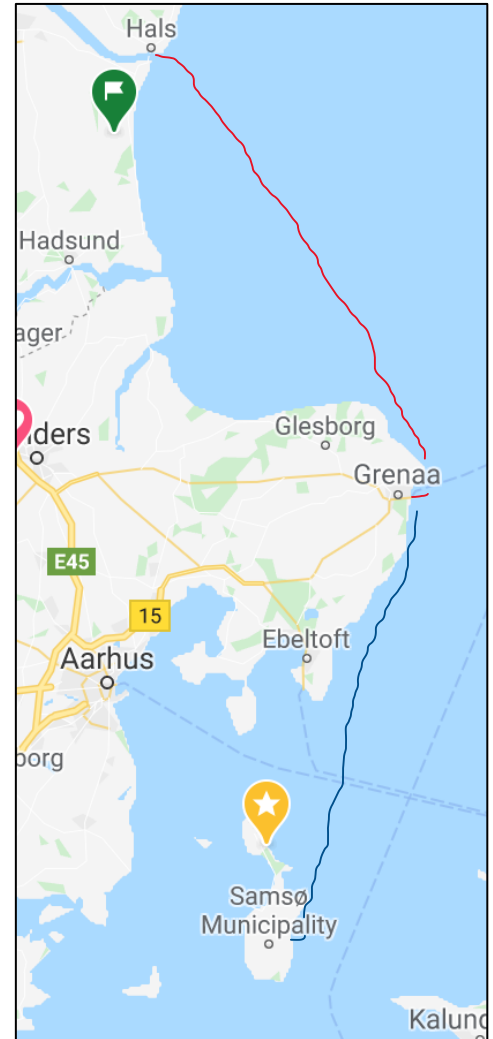 Hals
Hadsund
ager
nders
Glesborg
Grenaa
E45
15
Ebeltoft
Aarhus
borg
Samsø
Municipality
Kalund